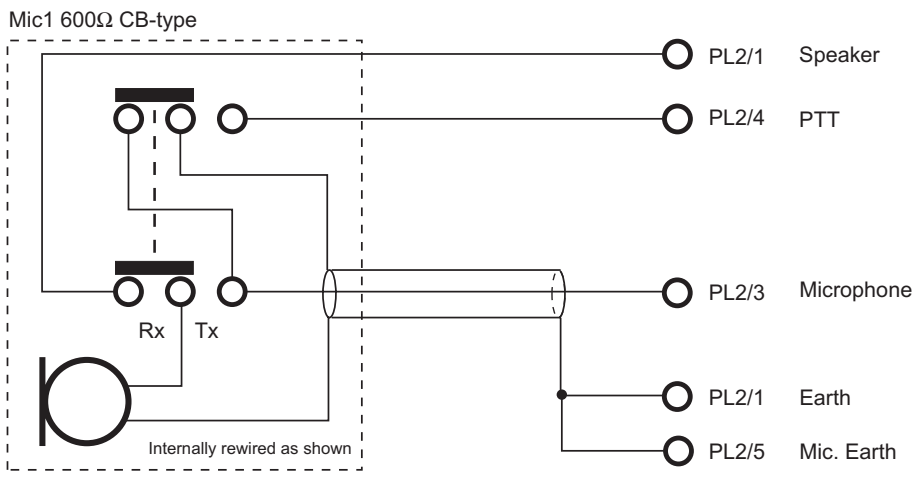 Mic1 600Ω CB-type
PL2/1 Speaker
PL2/4 PTT
PL2/3 Microphone
Rx Tx
PL2/1 Earth
Internally rewired as shown
PL2/5 Mic. Earth